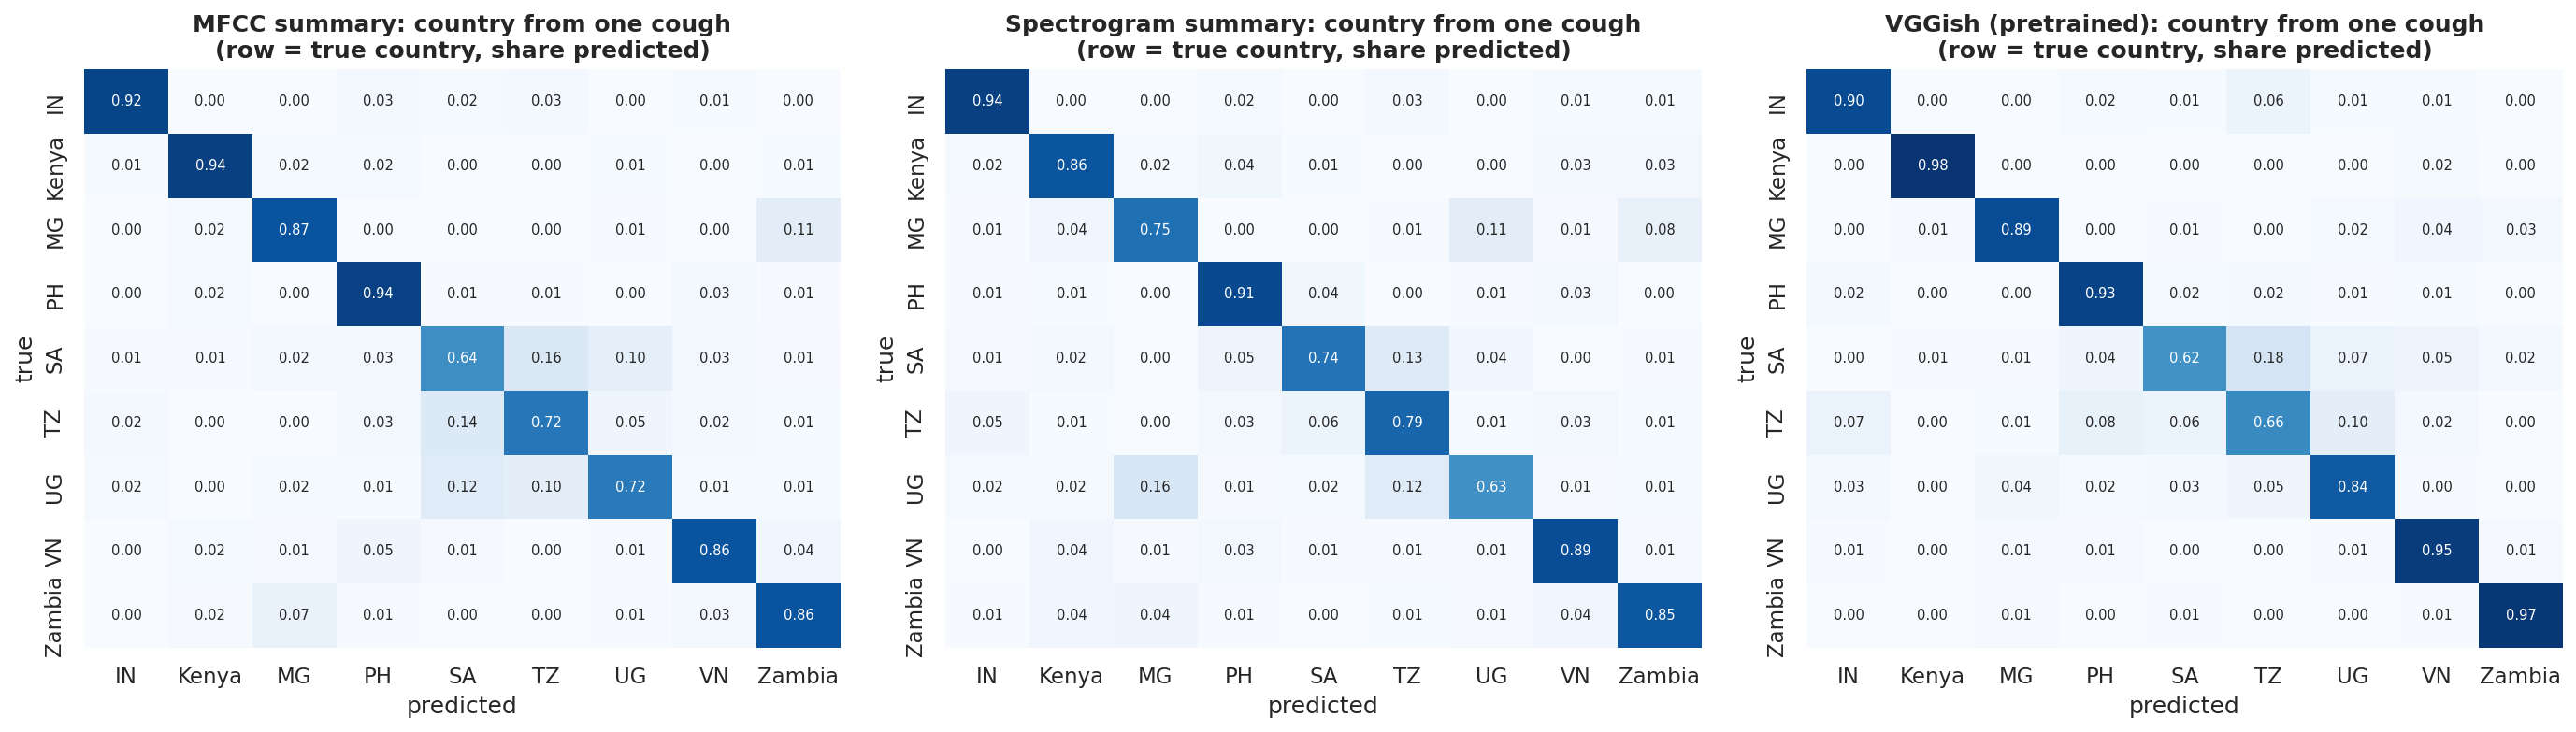 MFCC summary: country from one cough
(row = true country, share predicted)
true
IN 0.92 0.00 0.00 0.03 0.02 0.03 0.00 0.01 0.00
Kenya 0.01 0.94 0.02 0.02 0.00 0.00 0.01 0.00 0.01
MG 0.00 0.02 0.87 0.00 0.00 0.00 0.01 0.00 0.11
PH 0.00 0.02 0.00 0.94 0.01 0.01 0.00 0.03 0.01
SA 0.01 0.01 0.02 0.03 0.64 0.16 0.10 0.03 0.01
TZ 0.02 0.00 0.00 0.03 0.14 0.72 0.05 0.02 0.01
UG 0.02 0.00 0.02 0.01 0.12 0.10 0.72 0.01 0.01
VN 0.00 0.02 0.01 0.05 0.01 0.00 0.01 0.86 0.04
Zambia 0.00 0.02 0.07 0.01 0.00 0.00 0.01 0.03 0.86
IN Kenya MG PH SA TZ UG VN Zambia
predicted
Spectrogram summary: country from one cough
(row = true country, share predicted)
true
IN 0.94 0.00 0.00 0.02 0.00 0.03 0.00 0.01 0.01
Kenya 0.02 0.86 0.02 0.04 0.01 0.00 0.00 0.03 0.03
MG 0.01 0.04 0.75 0.00 0.00 0.01 0.11 0.01 0.08
PH 0.01 0.01 0.00 0.91 0.04 0.00 0.01 0.03 0.00
SA 0.01 0.02 0.00 0.05 0.74 0.13 0.04 0.00 0.01
TZ 0.05 0.01 0.00 0.03 0.06 0.79 0.01 0.03 0.01
UG 0.02 0.02 0.16 0.01 0.02 0.12 0.63 0.01 0.01
VN 0.00 0.04 0.01 0.03 0.01 0.01 0.01 0.89 0.01
Zambia 0.01 0.04 0.04 0.01 0.00 0.01 0.01 0.04 0.85
IN Kenya MG PH SA TZ UG VN Zambia
predicted
VGGish (pretrained): country from one cough
(row = true country, share predicted)
true
IN 0.90 0.00 0.00 0.02 0.01 0.06 0.01 0.01 0.00
Kenya 0.00 0.98 0.00 0.00 0.00 0.00 0.00 0.02 0.00
MG 0.00 0.01 0.89 0.00 0.01 0.00 0.02 0.04 0.03
PH 0.02 0.00 0.00 0.93 0.02 0.02 0.01 0.01 0.00
SA 0.00 0.01 0.01 0.04 0.62 0.18 0.07 0.05 0.02
TZ 0.07 0.00 0.01 0.08 0.06 0.66 0.10 0.02 0.00
UG 0.03 0.00 0.04 0.02 0.03 0.05 0.84 0.00 0.00
VN 0.01 0.00 0.01 0.01 0.00 0.00 0.01 0.95 0.01
Zambia 0.00 0.00 0.01 0.00 0.01 0.00 0.00 0.01 0.97
IN Kenya MG PH SA TZ UG VN Zambia
predicted